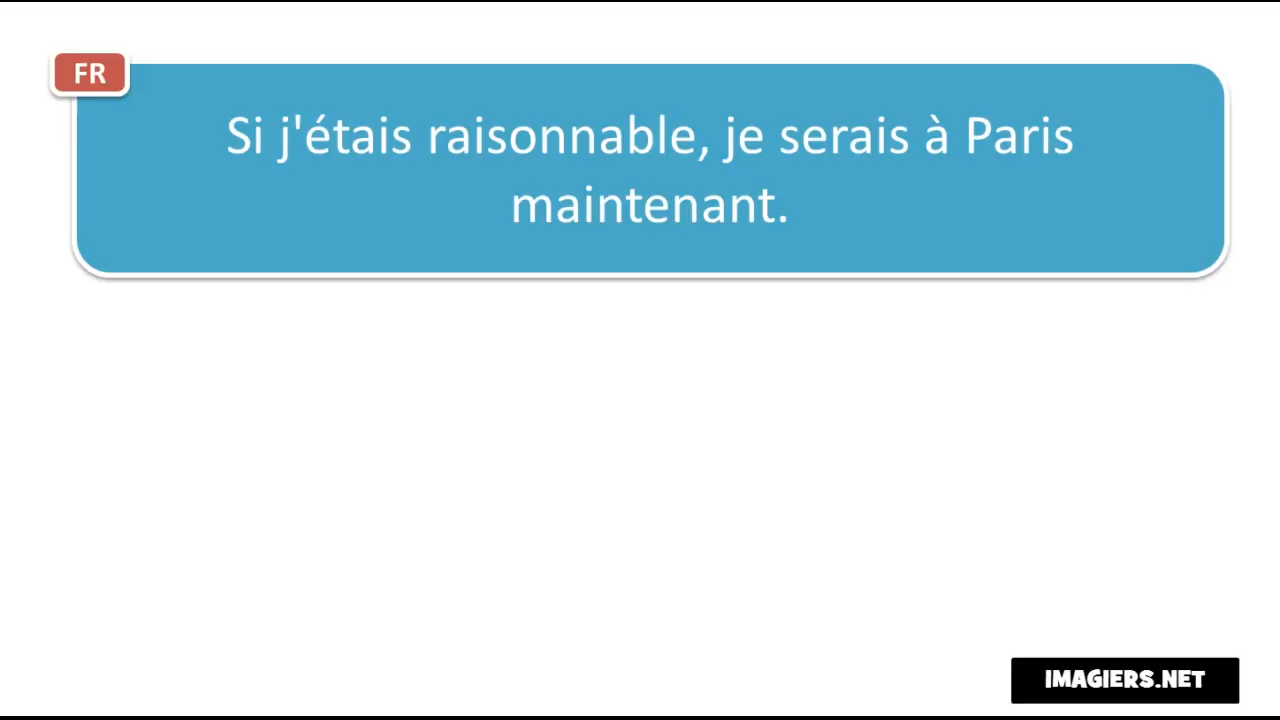 FR
Si j'étais raisonnable, je serais à Paris
maintenant.
IMAGIERS.NET